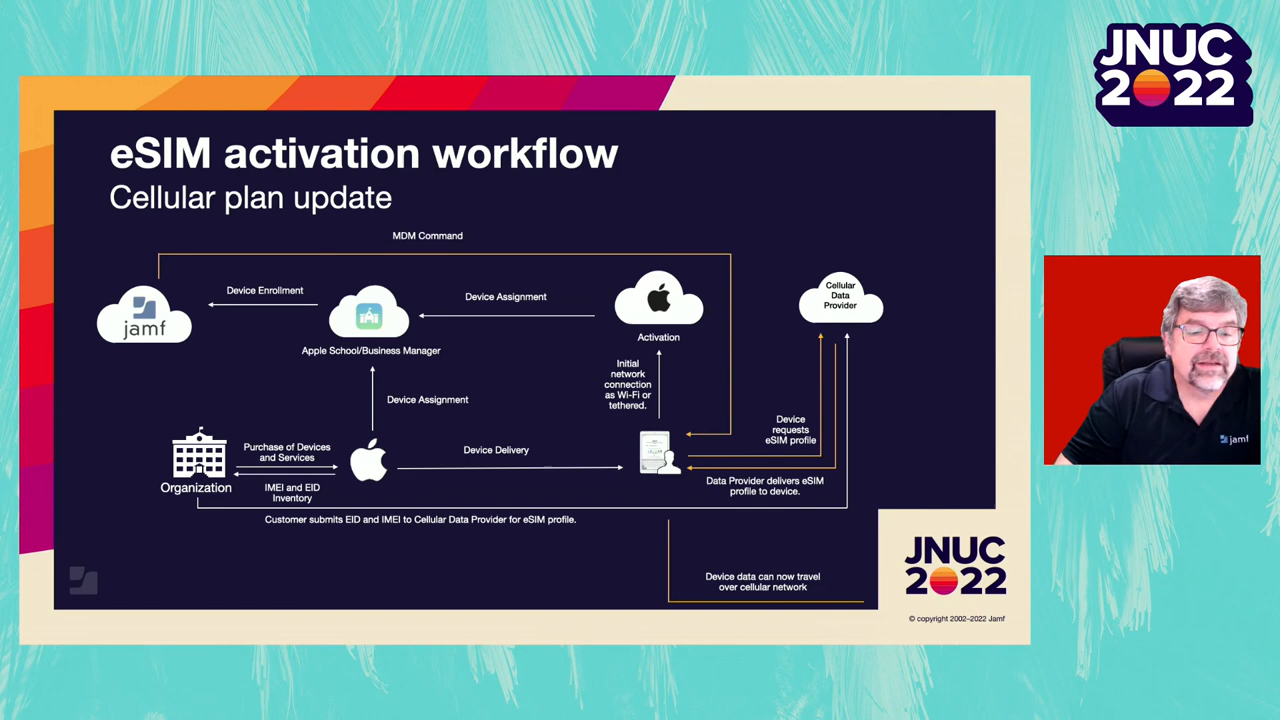 JNUC
2022
eSIM activation workflow
Cellular plan update
MDM Command
Device Enrollment
Device Assignment
Cellular
Data
Provider
jamf
Activation
Apple School/Business Manager
Initial
network
connection
as Wi-Fi or
tethered.
Device Assignment
Device
requests
eSIM profile
Purchase of Devices
and Services
Device Delivery
jamf
Organization
IMEI and EID
Inventory
Data Provider delivers eSIM
profile to device.
Customer submits EID and IMEI to Cellular Data Provider for eSIM profile.
Device data can now travel
over cellular network
JNUC
2022
© copyright 2002–2022 Jamf